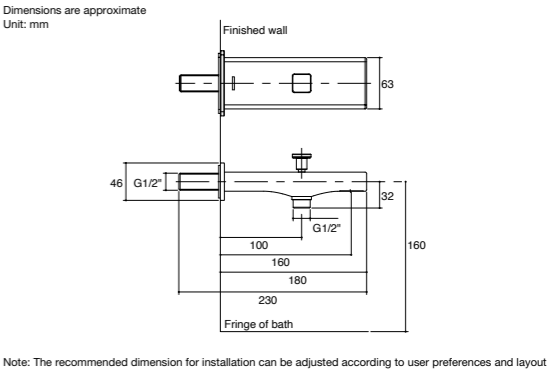 Dimensions are approximate
Unit: mm
Finished wall
63
46
G1/2"
32
G1/2"
100
160
160
180
230
Fringe of bath
Note: The recommended dimension for installation can be adjusted according to user preferences and layout